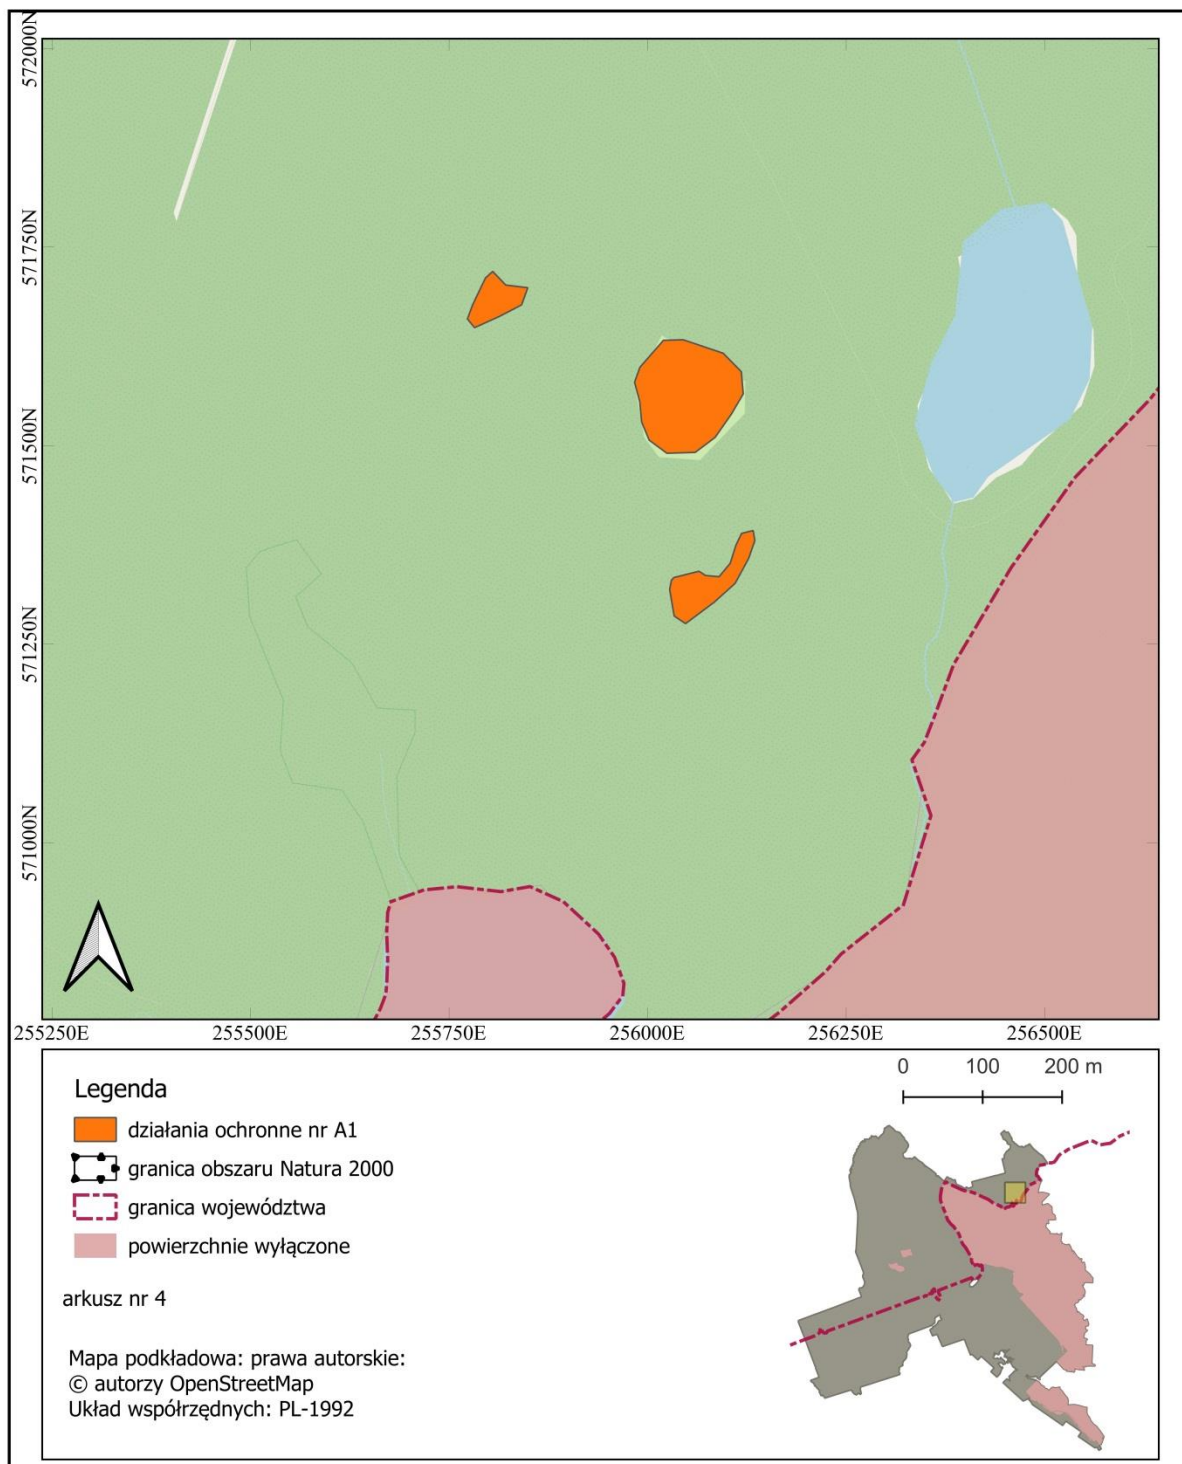 572000N
571750N
571500N
571250N
571000N
255250E 255500E 255750E 256000E 256250E 256500E
Legenda
działania ochronne nr A1
granica obszaru Natura 2000
granica województwa
powierzchnie wyłączone
arkusz nr 4
Mapa podkładowa: prawa autorskie:
© autorzy OpenStreetMap
Układ współrzędnych: PL-1992
0 100 200 m